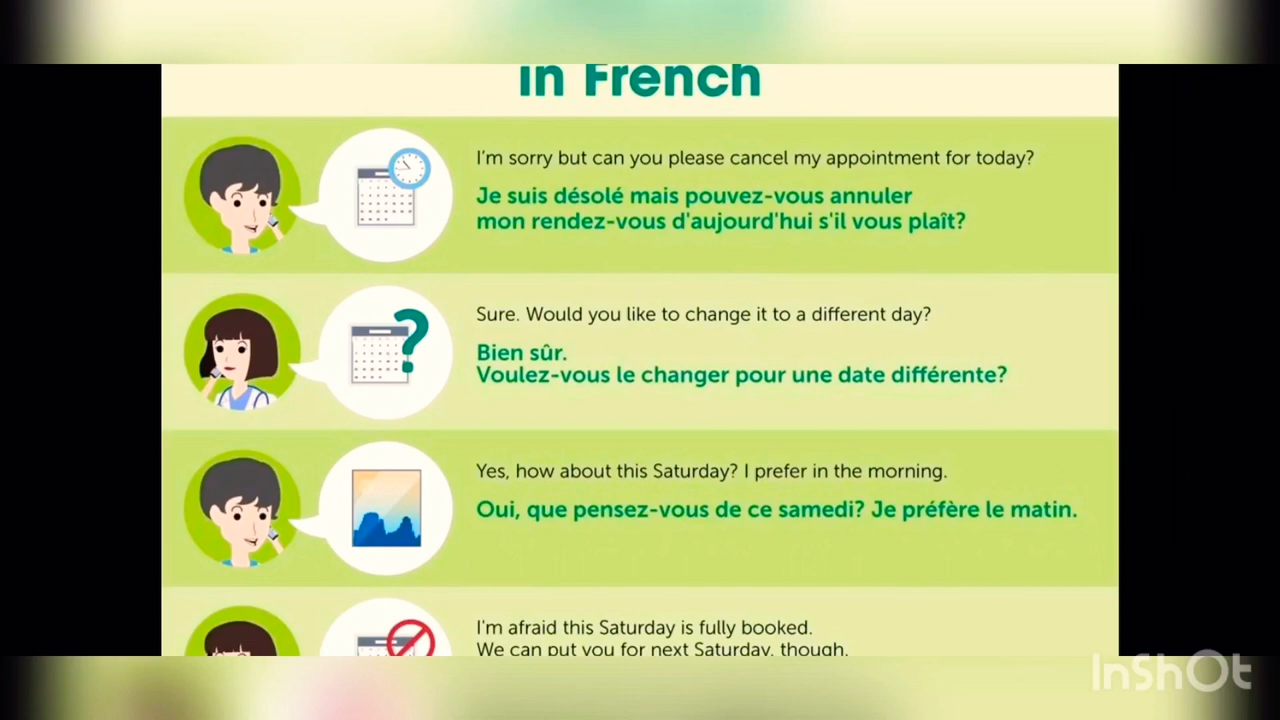 in French
I'm sorry but can you please cancel my appointment for today?
Je suis désolé mais pouvez-vous annuler
mon rendez-vous d'aujourd'hui s'il vous plaît?
Sure. Would you like to change it to a different day?
Bien sûr.
Voulez-vous le changer pour une date différente?
Yes, how about this Saturday? I prefer in the morning.
Oui, que pensez-vous de ce samedi? Je préfère le matin.
I'm afraid this Saturday is fully booked.
We can put you for next Saturday, though.
InShOt